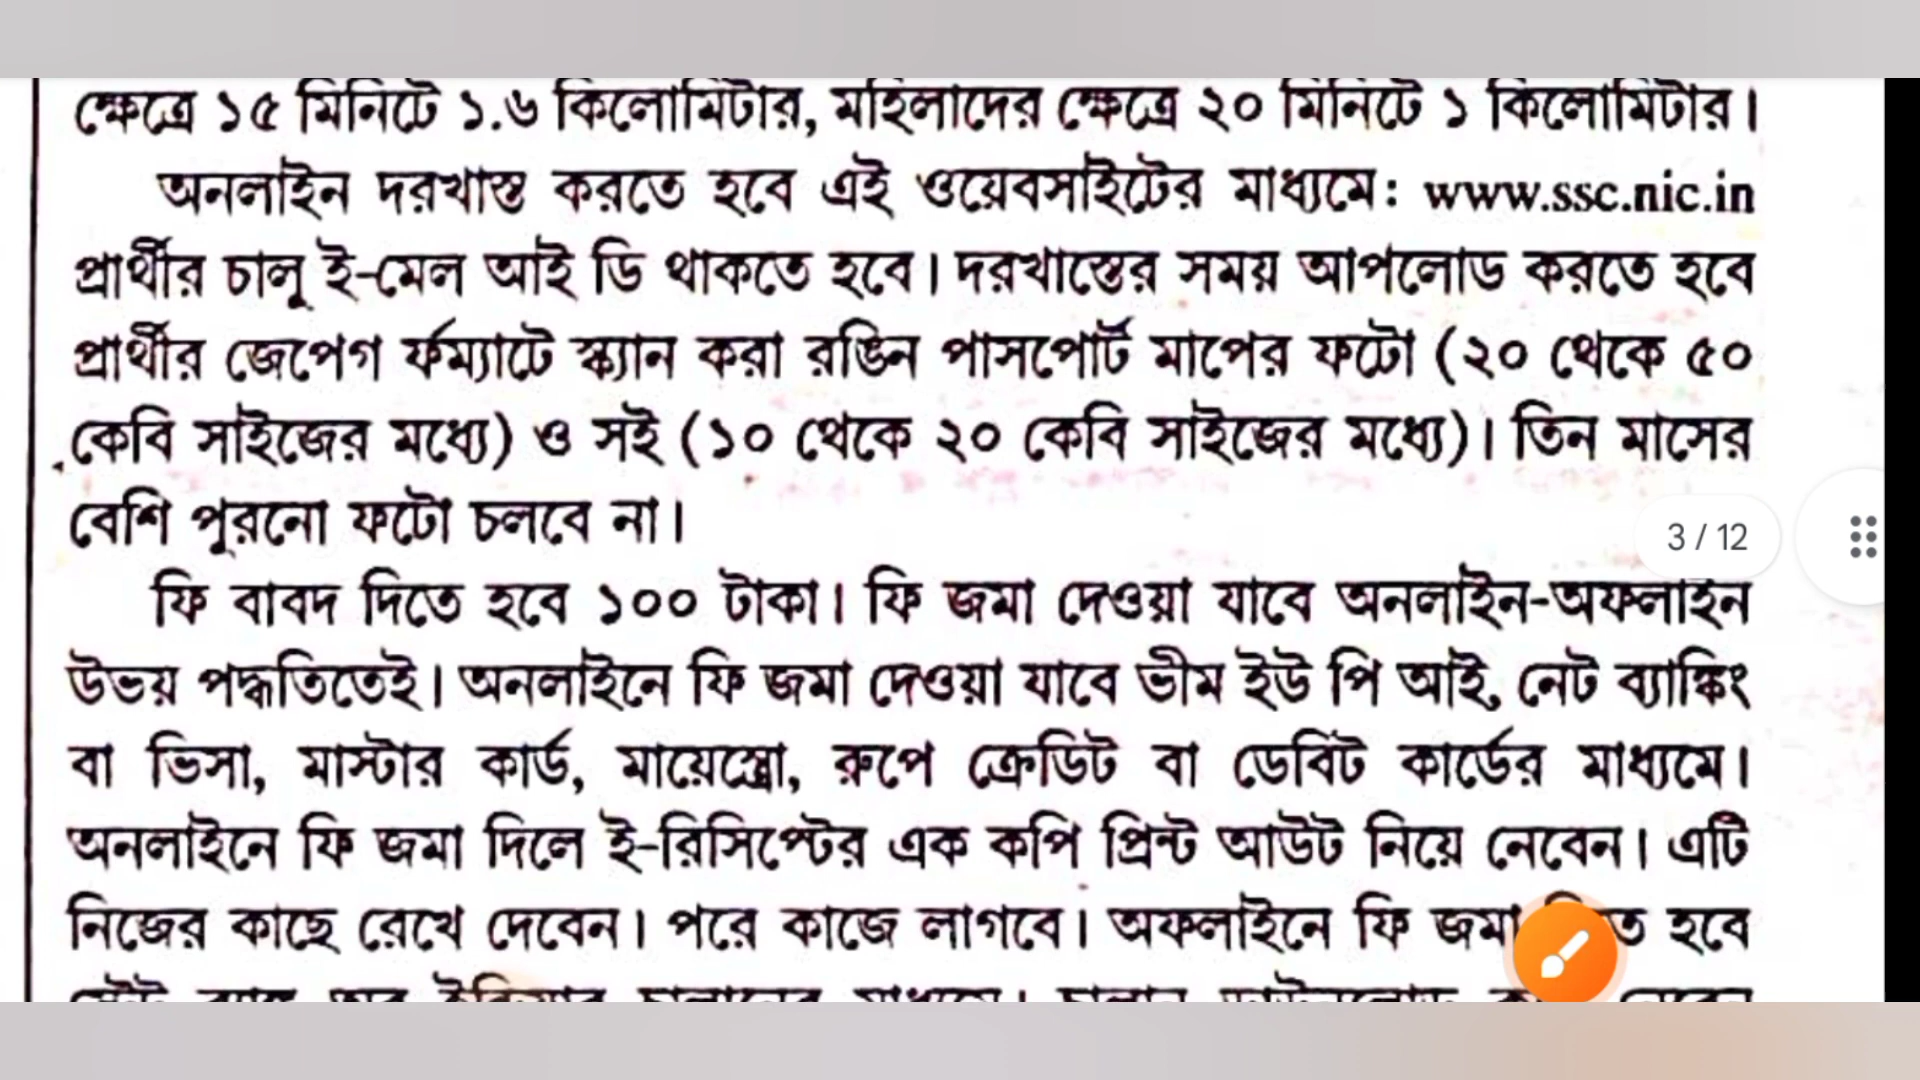 ক্ষেত্রে ১৫ মিনিটে ১.৬ কিলোমিটার, মহিলাদের ক্ষেত্রে ২০ মিনিটে ১ কিলোমিটার।
অনলাইন দরখাস্ত করতে হবে এই ওয়েবসাইটের মাধ্যমে: www.ssc.nic.in
প্রার্থীর চালু ই-মেল আই ডি থাকতে হবে। দরখাস্তের সময় আপলোড করতে হবে
প্রার্থীর জেপেগ র্ফম্যাটে স্ক্যান করা রঙিন পাসপোর্ট মাপের ফটো (২০ থেকে ৫০
কেবি সাইজের মধ্যে) ও সই (১০ থেকে ২০ কেবি সাইজের মধ্যে)। তিন মাসের
বেশি পুরনো ফটো চলবে না।
3 / 12
ফি বাবদ দিতে হবে ১০০ টাকা। ফি জমা দেওয়া যাবে অনলাইন-অফলাইন
উভয় পদ্ধতিতেই। অনলাইনে ফি জমা দেওয়া যাবে ভীম ইউ পি আই, নেট ব্যাঙ্কিং
বা ভিসা, মাস্টার কার্ড, মায়েস্ত্রো, রুপে ক্রেডিট বা ডেবিট কার্ডের মাধ্যমে।
অনলাইনে ফি জমা দিলে ই-রিসিপ্টের এক কপি প্রিন্ট আউট নিয়ে নেবেন। এটি
নিজের কাছে রেখে দেবেন। পরে কাজে লাগবে। অফলাইনে ফি জমা হবে